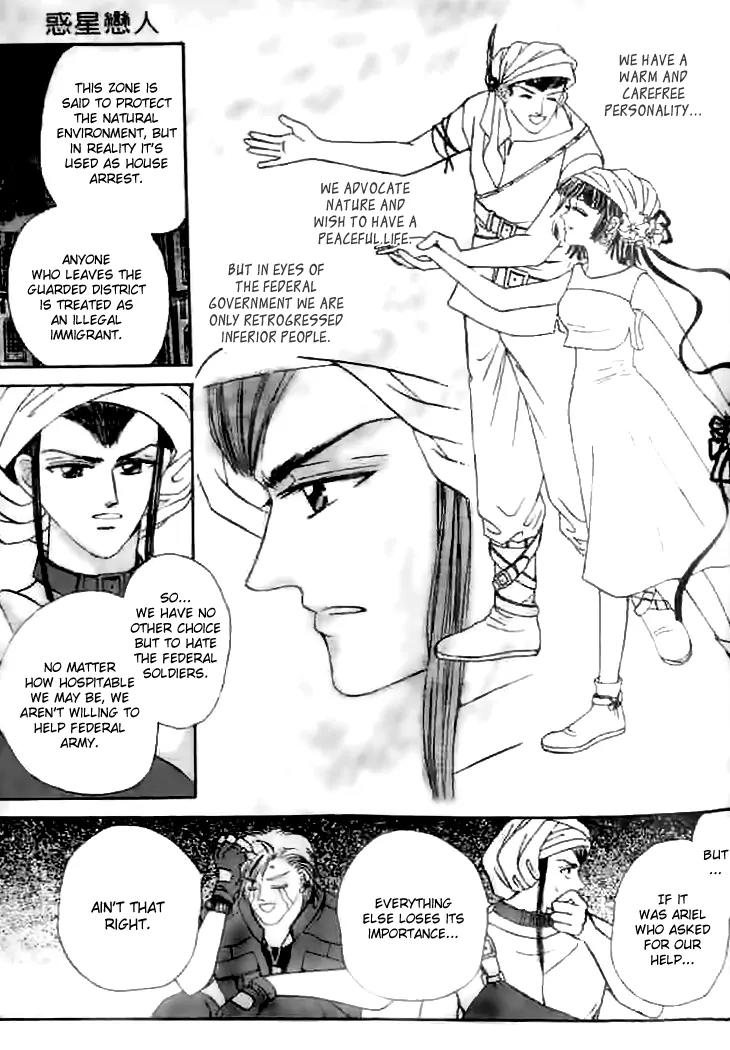 惑星戀人
WE HAVE A
WARM AND
CAREFREE
PERSONALITY...
WE ADVOCATE
NATURE AND
WISH TO HAVE A
PEACEFUL LIFE.
BUT IN EYES OF
THE FEDERAL
GOVERNMENT WE ARE
ONLY RETROGRESSED
INFERIOR PEOPLE.
THIS ZONE IS
SAID TO PROTECT
THE NATURAL
ENVIRONMENT, BUT
IN REALITY IT'S
USED AS HOUSE
ARREST.
ANYONE
WHO LEAVES THE
GUARDED DISTRICT
IS TREATED AS
AN ILLEGAL
IMMIGRANT.
SO...
WE HAVE NO
OTHER CHOICE
BUT TO HATE
THE FEDERAL
SOLDIERS.
NO MATTER
HOW HOSPITABLE
WE MAY BE, WE
AREN'T WILLING TO
HELP FEDERAL
ARMY.
BUT
...
IF IT
WAS ARIEL
WHO ASKED
FOR OUR
HELP...
EVERYTHING
ELSE LOSES ITS
IMPORTANCE...
AIN'T THAT
RIGHT.